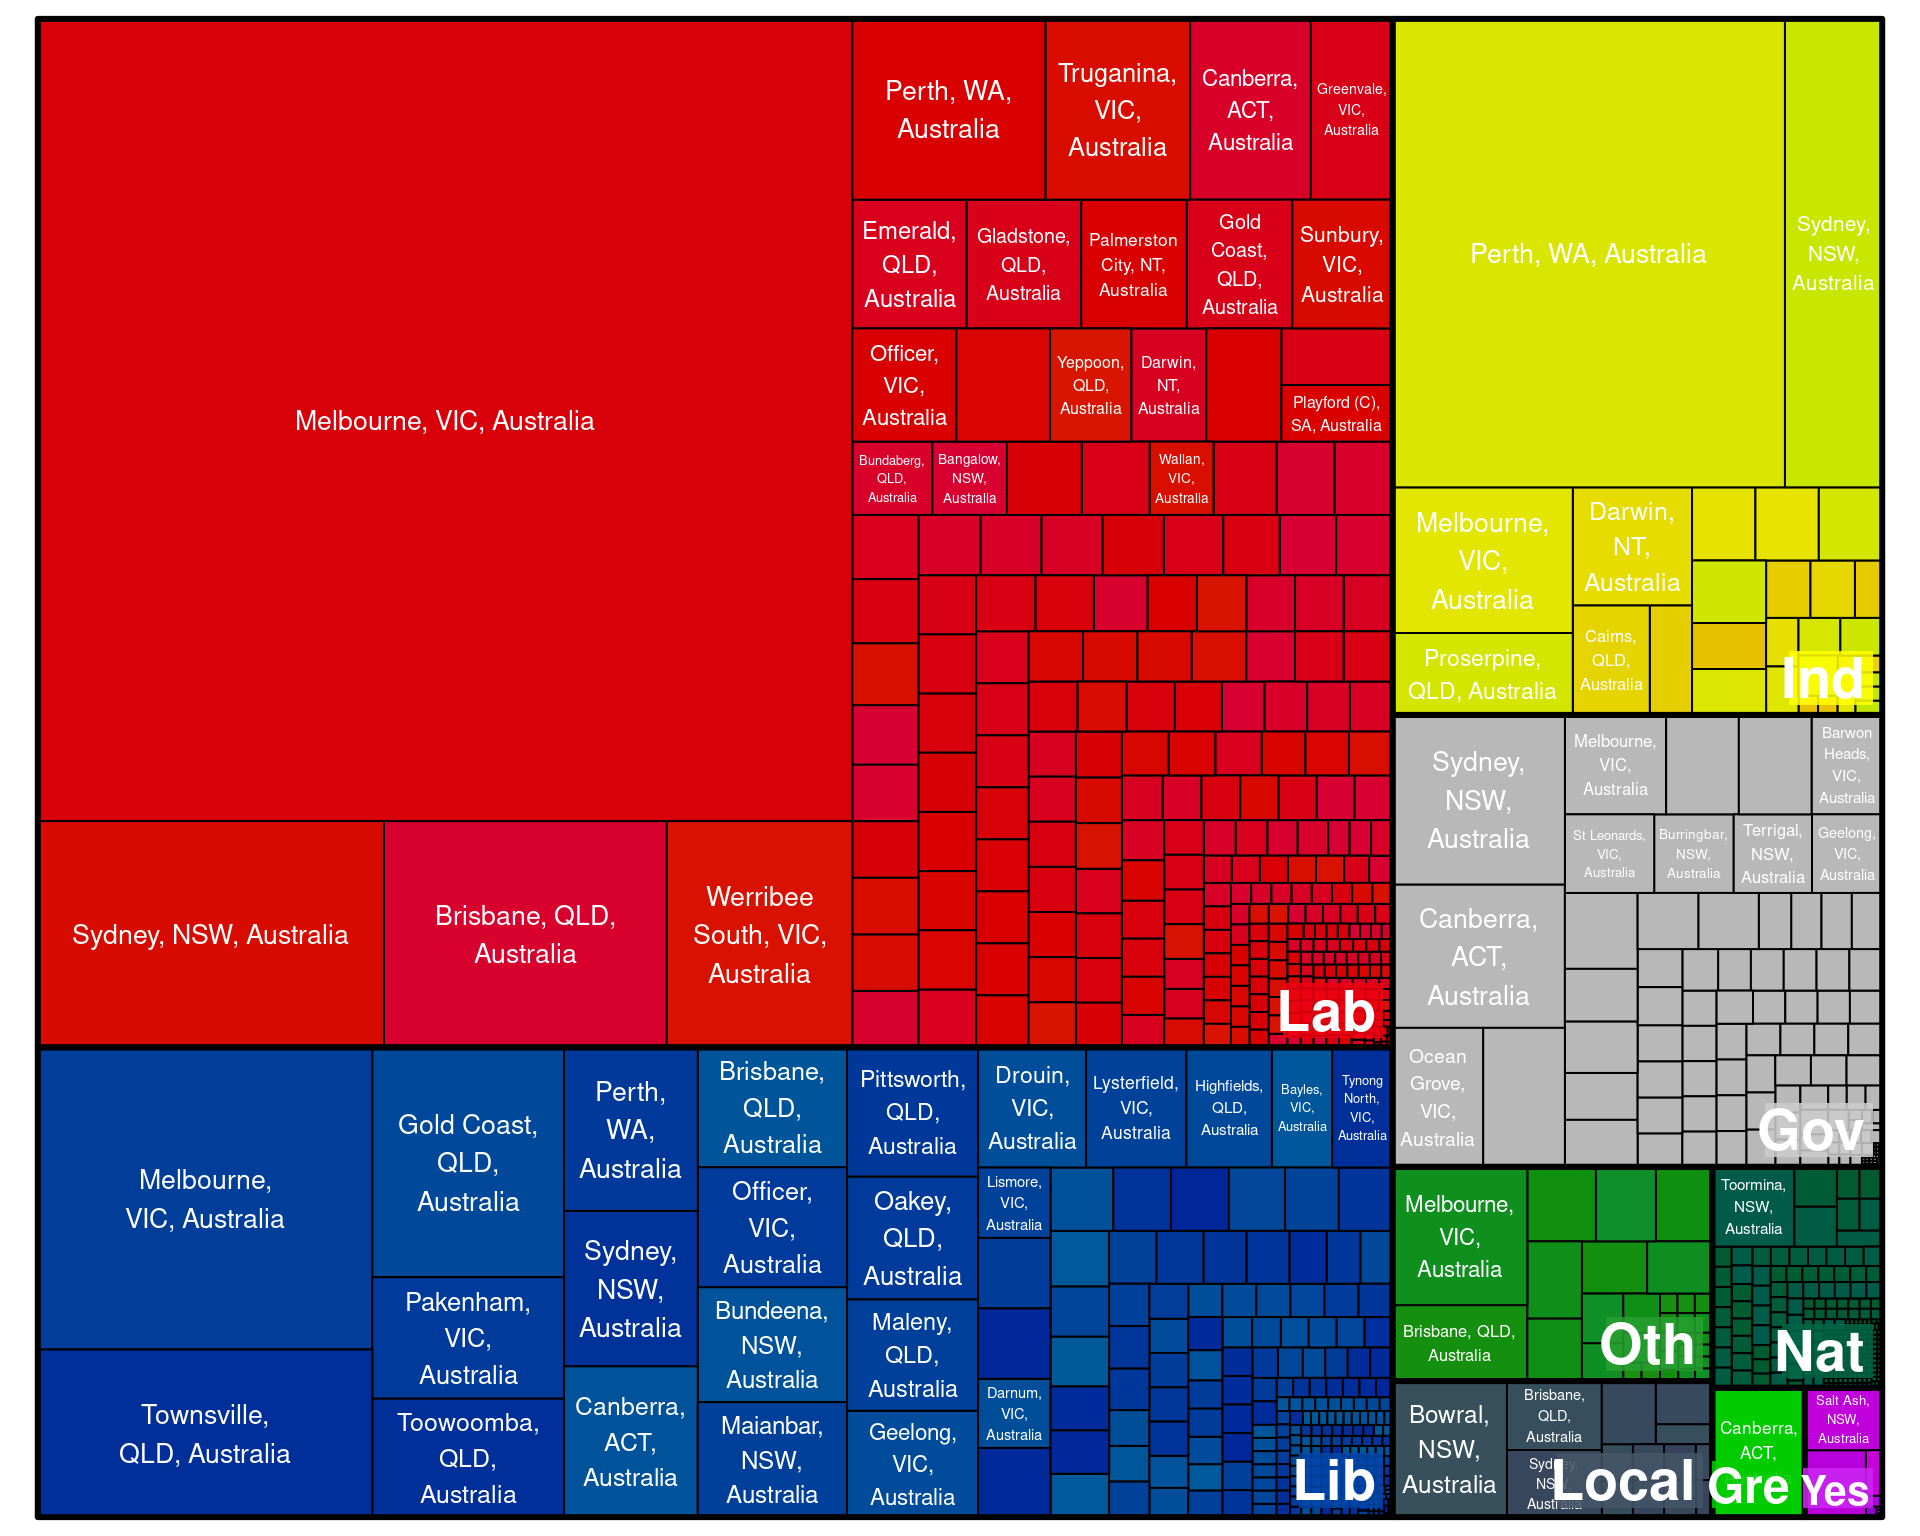 Melbourne, VIC, Australia
Sydney, NSW, Australia
Brisbane, QLD,
Australia
Werribee
South, VIC,
Australia
Perth, WA,
Australia
Truganina,
VIC,
Australia
Canberra,
ACT,
Australia
Greenvale,
VIC,
Australia
Emerald,
QLD,
Australia
Gladstone,
QLD,
Australia
Palmerston
City, NT,
Australia
Gold
Coast,
QLD,
Australia
Sunbury,
VIC,
Australia
Officer,
VIC,
Australia
Yeppoon,
QLD,
Australia
Darwin,
NT,
Australia
Playford (C),
SA, Australia
Bundaberg,
QLD,
Australia
Bangalow,
NSW,
Australia
Wallan,
VIC,
Australia
Lab
Perth, WA, Australia
Sydney,
NSW,
Australia
Melbourne,
VIC,
Australia
Darwin,
NT,
Australia
Proserpine,
QLD, Australia
Cairns,
QLD,
Australia
Ind
Sydney,
NSW,
Australia
Melbourne,
VIC,
Australia
Barwon
Heads,
VIC,
Australia
St Leonards,
VIC,
Australia
Burringbar,
NSW,
Australia
Terrigal,
NSW,
Australia
Geelong,
VIC,
Australia
Canberra,
ACT,
Australia
Ocean
Grove,
VIC,
Australia
Gov
Melbourne,
VIC, Australia
Townsville,
QLD, Australia
Gold Coast,
QLD,
Australia
Pakenham,
VIC,
Australia
Toowoomba,
QLD,
Australia
Perth,
WA,
Australia
Sydney,
NSW,
Australia
Canberra,
ACT,
Australia
Brisbane,
QLD,
Australia
Officer,
VIC,
Australia
Bundeena,
NSW,
Australia
Maianbar,
NSW,
Australia
Pittsworth,
QLD,
Australia
Oakey,
QLD,
Australia
Maleny,
QLD,
Australia
Geelong,
VIC,
Australia
Drouin,
VIC,
Australia
Lysterfield,
VIC,
Australia
Highfields,
QLD,
Australia
Bayles,
VIC,
Australia
Tynong
North,
VIC,
Australia
Lismore,
VIC,
Australia
Darnum,
VIC,
Australia
Lib
Melbourne,
VIC,
Australia
Brisbane, QLD,
Australia
Oth
Toormina,
NSW,
Australia
Nat
Bowral,
NSW,
Australia
Brisbane,
QLD,
Australia
Sydney,
NSW,
Australia
Local
Canberra,
ACT,
Gre
Salt Ash,
NSW,
Australia
Yes